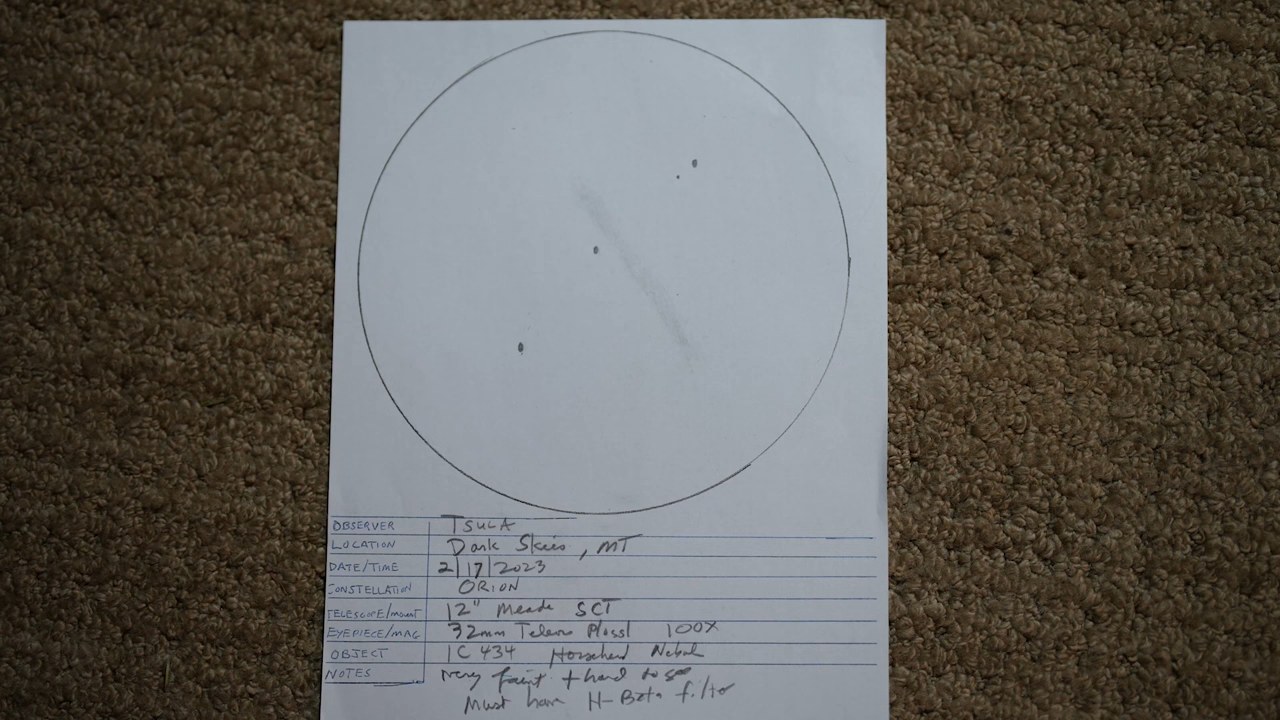 OBSERVER TSULA
LOCATION Dark Skies, MT
DATE/TIME 2/17/2023
CONSTELLATION ORION
TELESCOPE/mount 12" Meade SCT
EYEPIECE/MAG 32mm Televue Plossl 100X
OBJECT IC 434 Horsehead Nebula
NOTES very faint + hard to see
Must have H-Beta filter